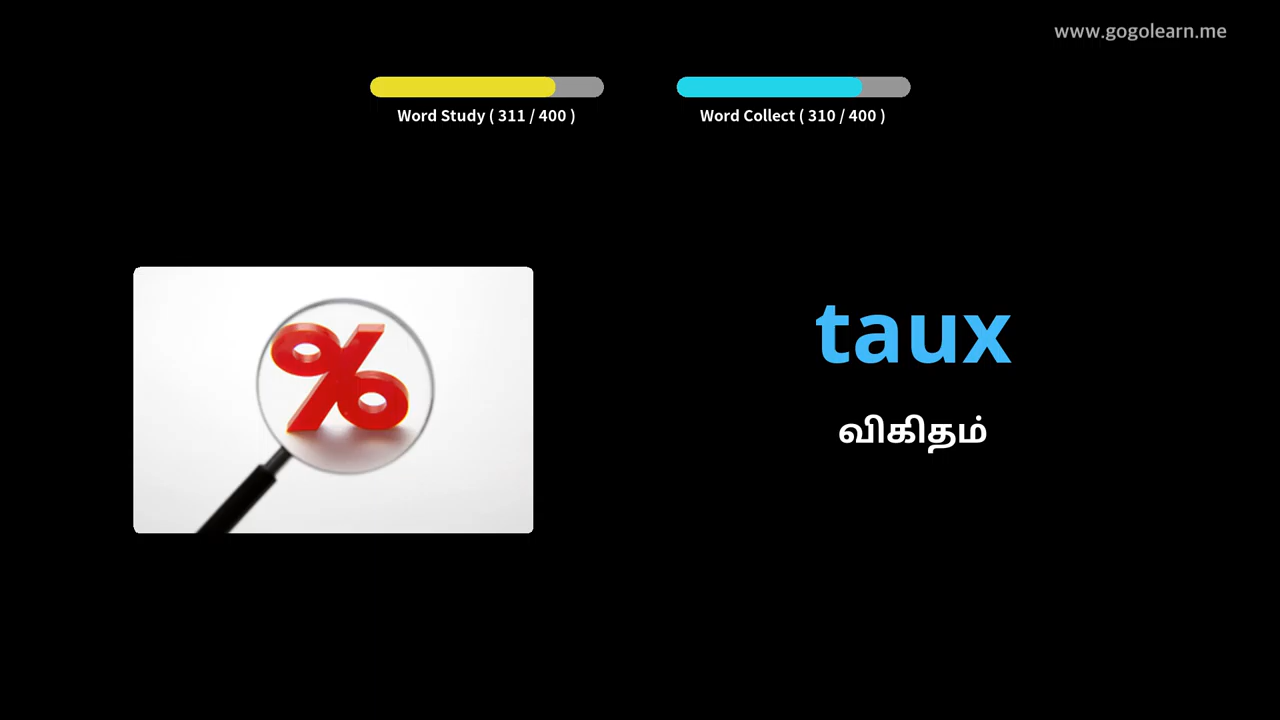 www.gogolearn.me
Word Study ( 311 / 400 )
Word Collect ( 310 / 400 )
%
taux
விகிதம்